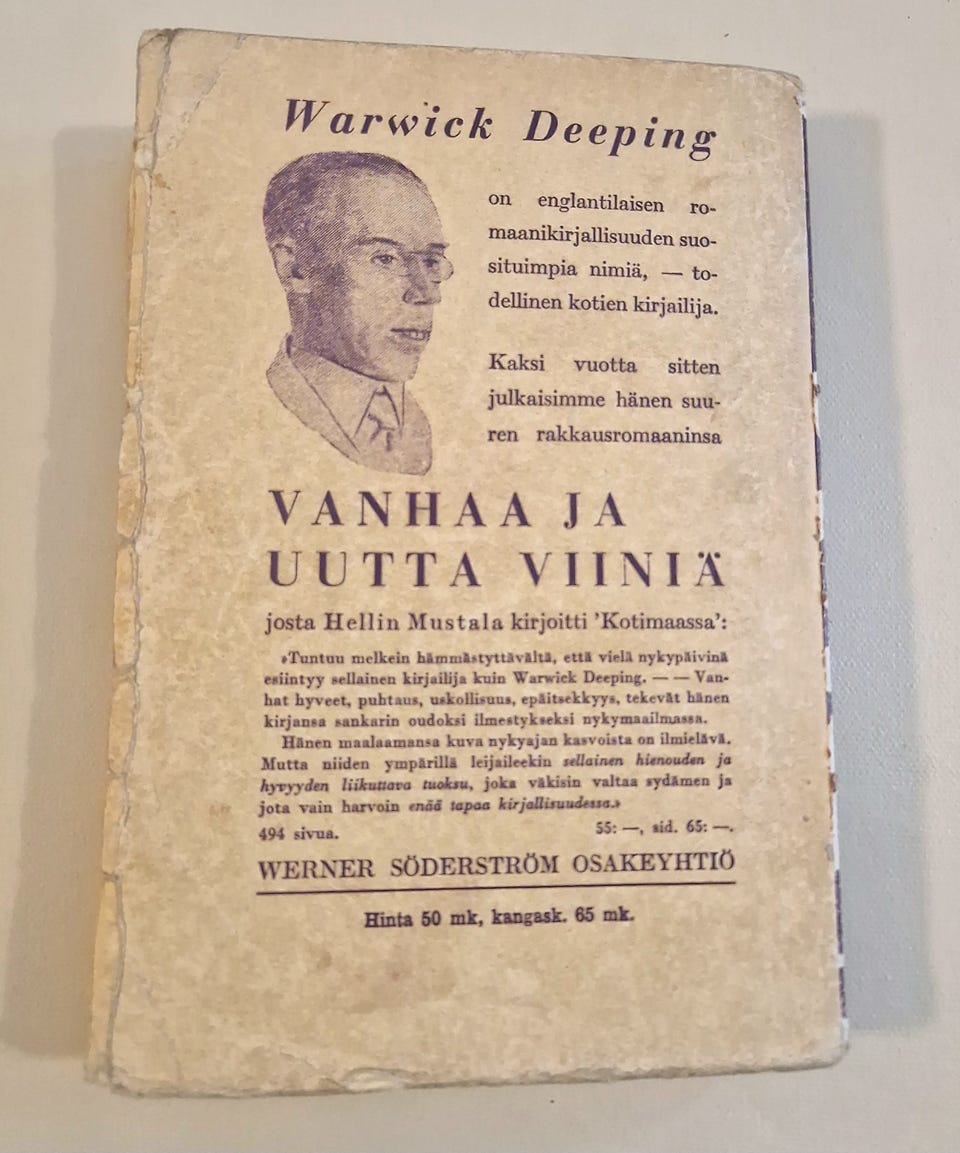 Warwick Deeping
on englantilaisen ro-
maanikirjallisuuden suo-
situimpia nimiä, — to-
dellinen kotien kirjailija.
Kaksi vuotta sitten
julkaisimme hänen suu-
ren rakkausromaaninsa
VANHAA JA
UUTTA VIINIÄ
josta Hellin Mustala kirjoitti 'Kotimaassa':
»Tuntuu melkein hämmästyttävältä, että vielä nykypäivinä
esiintyy sellainen kirjailija kuin Warwick Deeping. — — Van-
hat hyveet, puhtaus, uskollisuus, epäitsekkyys, tekevät hänen
kirjansa sankarin oudoksi ilmestykseksi nykymaailmassa.
Hänen maalaamansa kuva nykyajan kasvoista on ilmielävä.
Mutta niiden ympärillä leijaileekin sellainen hienouden ja
hyvyyden liikuttava tuoksu, joka väkisin valtaa sydämen ja
jota vain harvoin enää tapaa kirjallisuudessa.»
494 sivua. 55: —, sid. 65: —.
WERNER SÖDERSTRÖM OSAKEYHTIÖ
Hinta 50 mk, kangask. 65 mk.